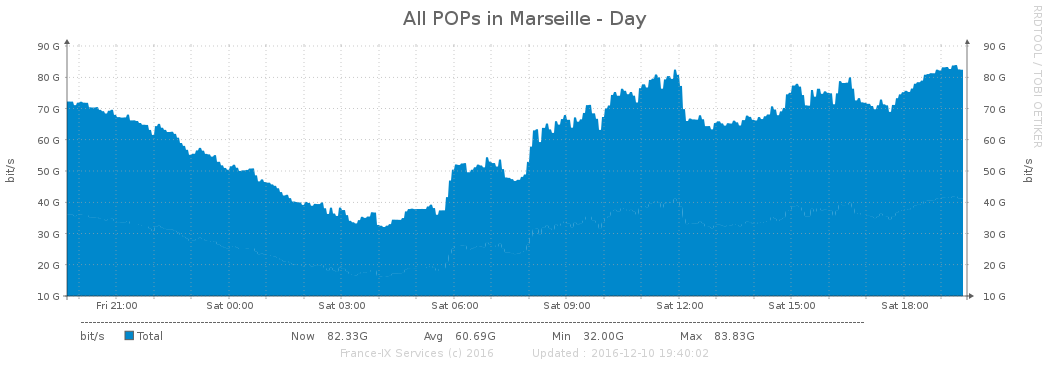 All POPs in Marseille - Day
RRDTOOL / TOBI OETIKER
90 G 90 G
80 G 80 G
70 G 70 G
60 G 60 G
50 G 50 G
40 G 40 G
30 G 30 G
20 G 20 G
10 G 10 G
bit/s bit/s
Fri 21:00 Sat 00:00 Sat 03:00 Sat 06:00 Sat 09:00 Sat 12:00 Sat 15:00 Sat 18:00
bit/s Total Now 82.33G Avg 60.69G Min 32.00G Max 83.83G
France-IX Services (c) 2016 Updated : 2016-12-10 19:40:02